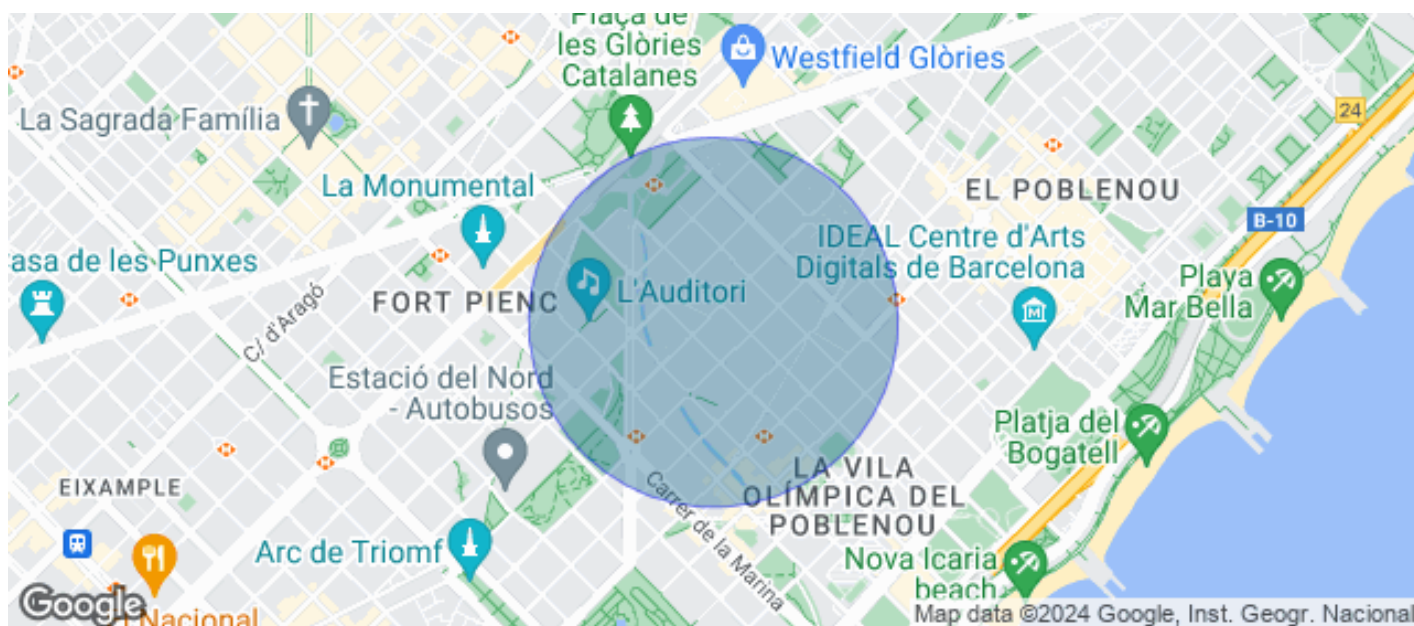 Plaça de
les Glòries
Catalanes
Westfield Glòries
24
La Sagrada Família
La Monumental
EL POBLENOU
B-10
asa de les Punxes
IDEAL Centre d'Arts
Digitals de Barcelona
Playa
Mar Bella
FORT PIENC
L'Auditori
C/ d'Aragó
Estació del Nord
- Autobusos
Platja del
Bogatell
LA VILA
OLÍMPICA DEL
POBLENOU
EIXAMPLE
Carrer de la Marina
Arc de Triomf
Nova Icaria
beach
Google
Nacional
Map data ©2024 Google, Inst. Geogr. Nacional